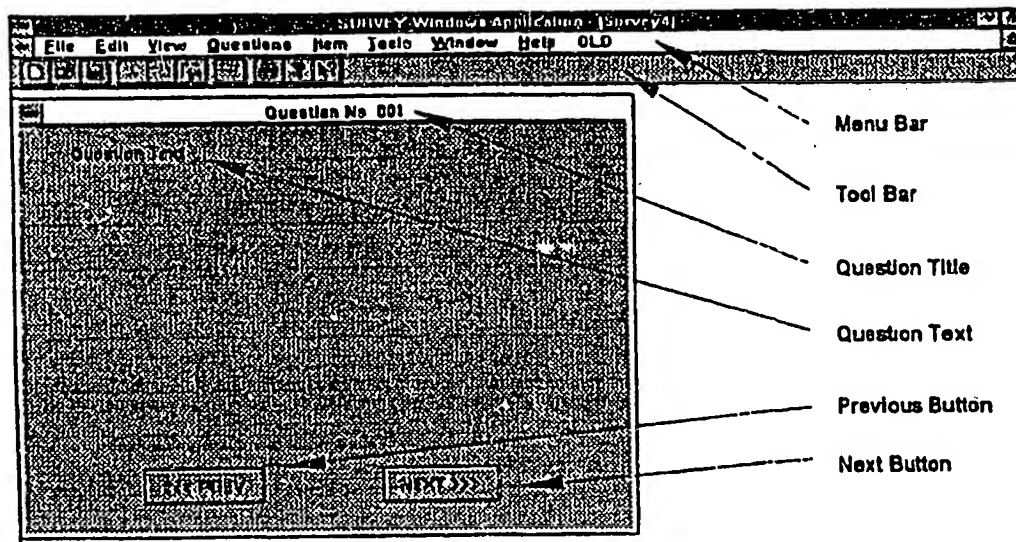 SURVEY Windows Application - [Survey4]
File Edit View Questions Item Tools Window Help OLD
Question No 001
Question Text
Menu Bar
Tool Bar
Question Title
Question Text
Previous Button
Next Button
<<< PREV
NEXT >>>